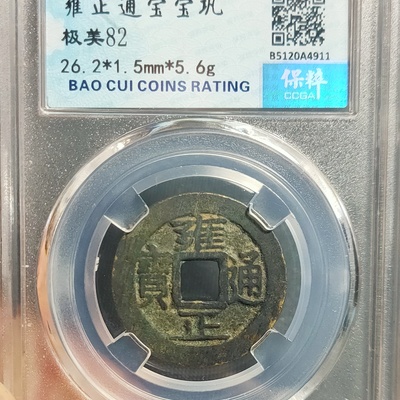 雍正通宝宝巩
极美82
26.2*1.5mm*5.6g
BAO CUI COINS RATING
B5120A4911
保粹
CCGA
雍正通寶